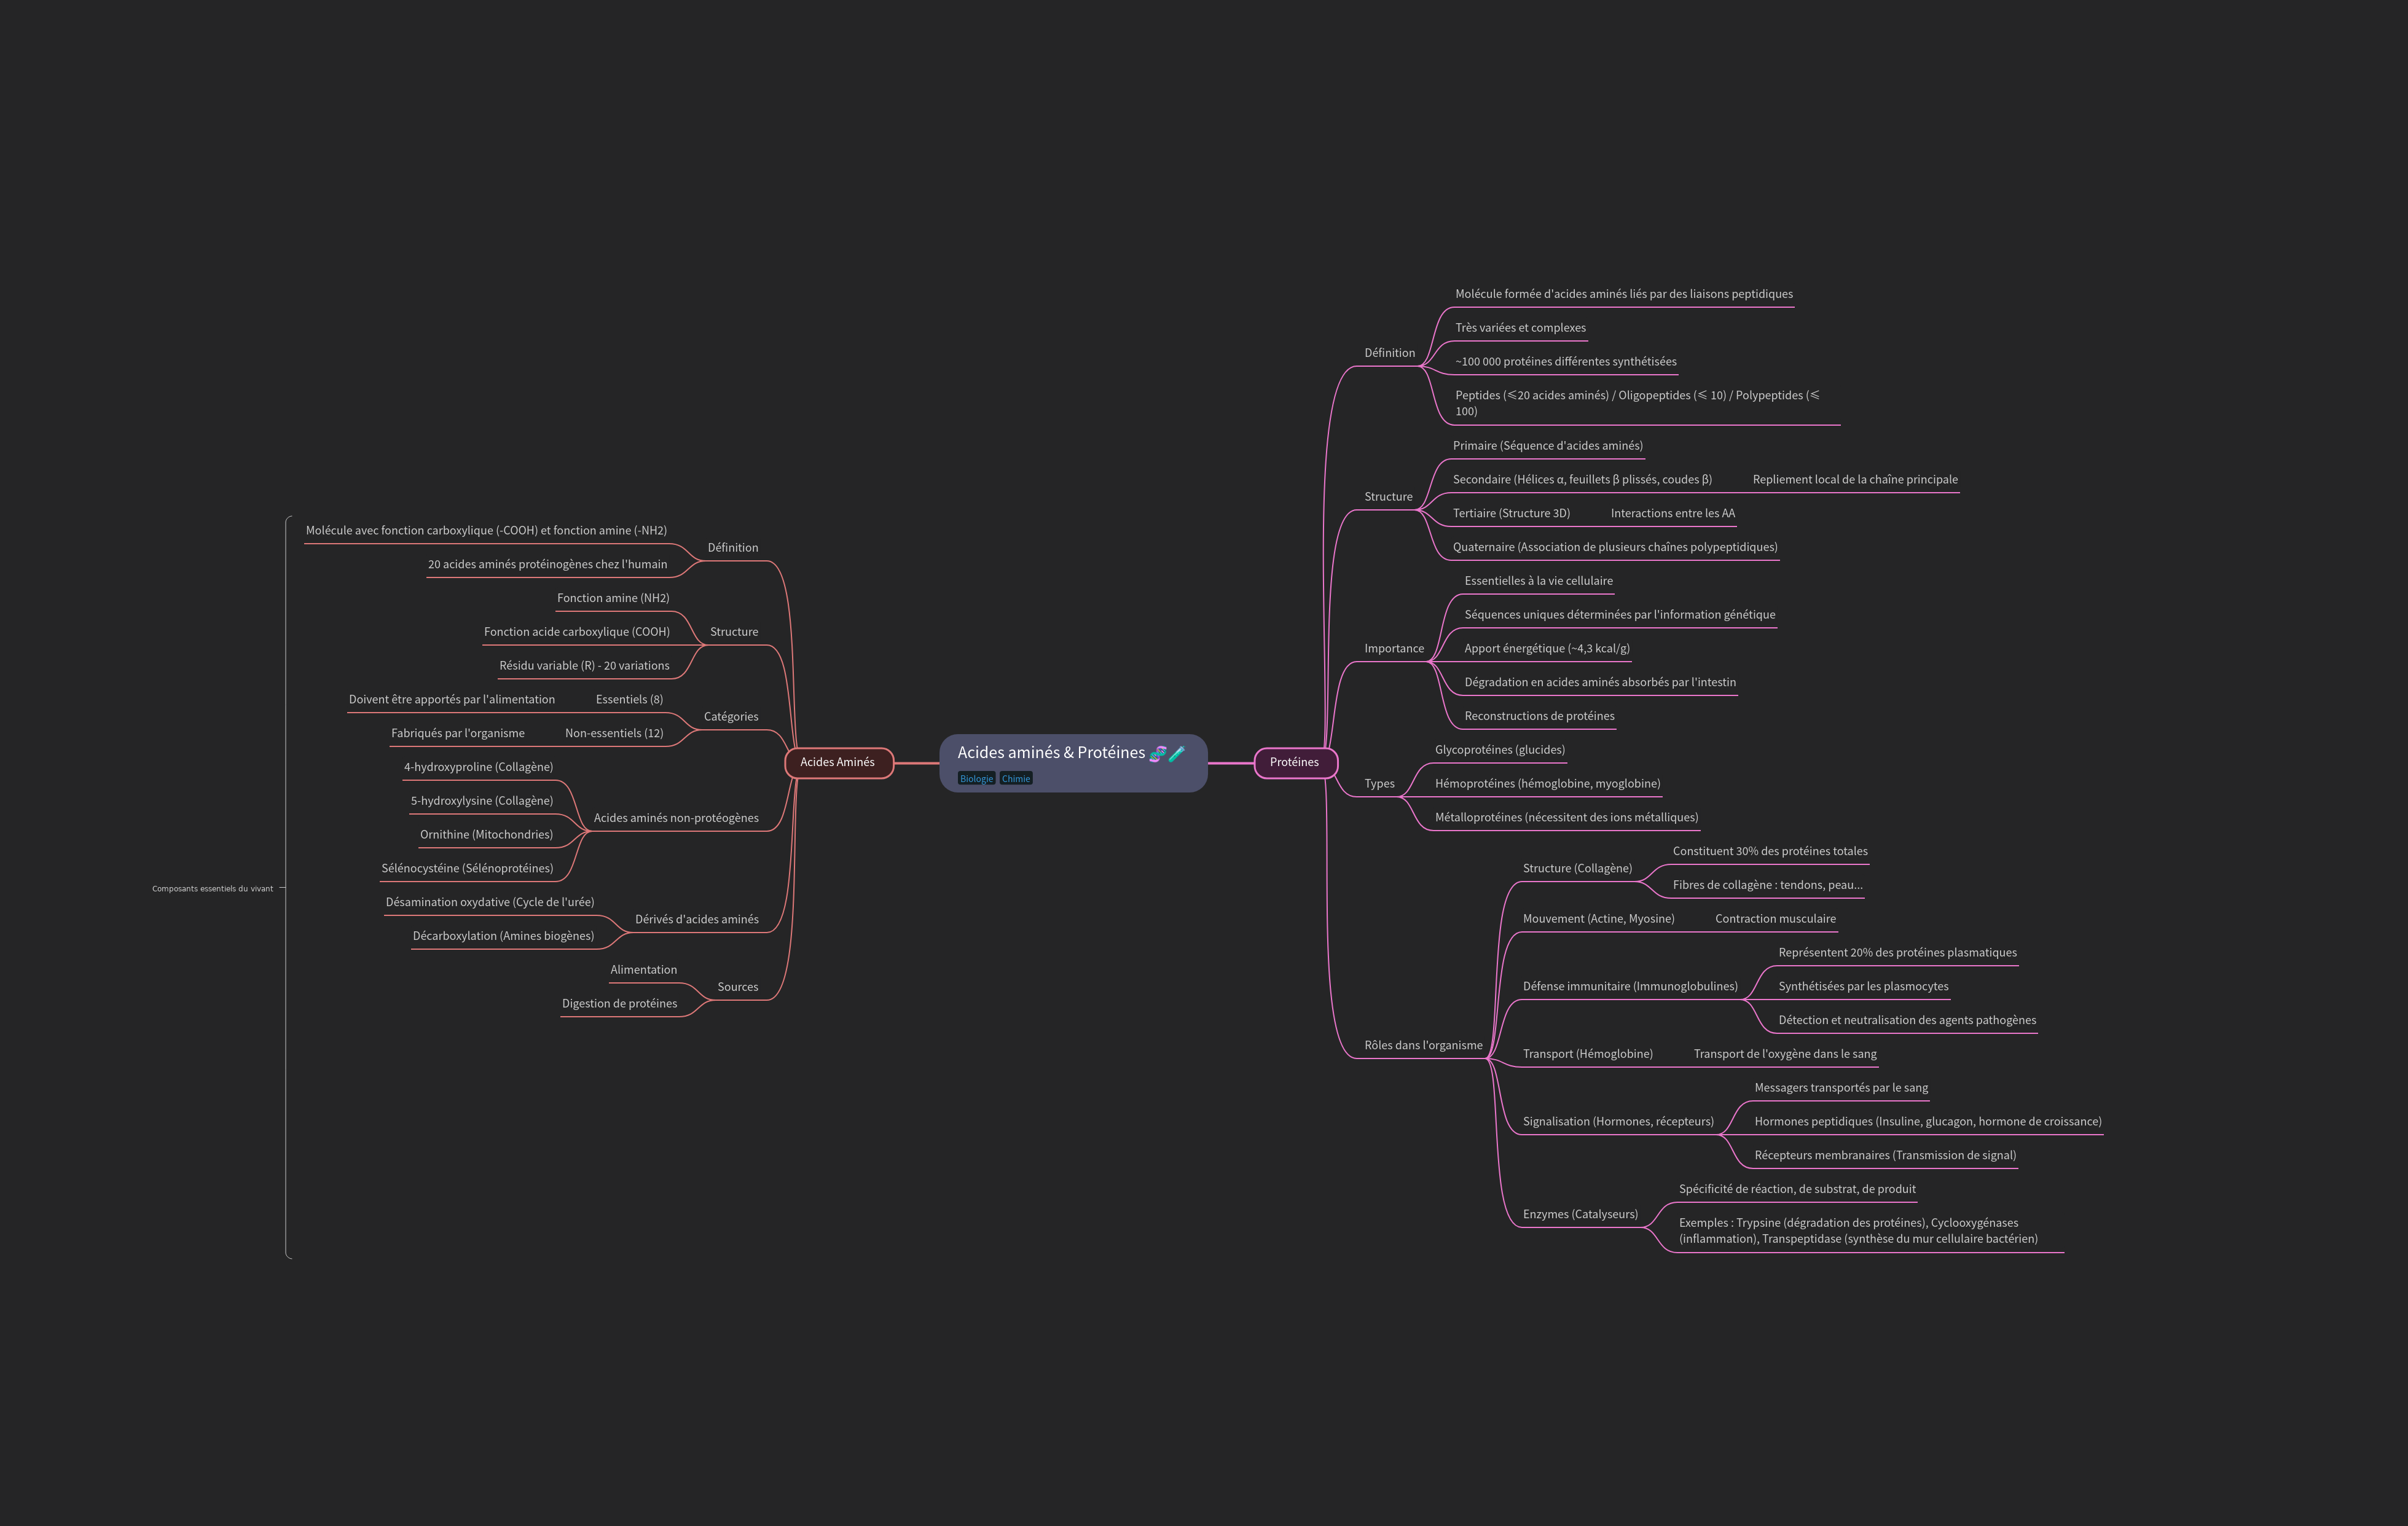 Acides aminés & Protéines 🧬🧪
Biologie Chimie
Acides Aminés
Définition
Molécule avec fonction carboxylique (-COOH) et fonction amine (-NH2)
20 acides aminés protéinogènes chez l'humain
Structure
Fonction amine (NH2)
Fonction acide carboxylique (COOH)
Résidu variable (R) - 20 variations
Catégories
Essentiels (8)
Doivent être apportés par l'alimentation
Non-essentiels (12)
Fabriqués par l'organisme
Acides aminés non-protéogènes
4-hydroxyproline (Collagène)
5-hydroxylysine (Collagène)
Ornithine (Mitochondries)
Sélénocystéine (Sélénoprotéines)
Dérivés d'acides aminés
Désamination oxydative (Cycle de l'urée)
Décarboxylation (Amines biogènes)
Sources
Alimentation
Digestion de protéines
Composants essentiels du vivant
Protéines
Définition
Molécule formée d'acides aminés liés par des liaisons peptidiques
Très variées et complexes
~100 000 protéines différentes synthétisées
Peptides (⩽20 acides aminés) / Oligopeptides (⩽ 10) / Polypeptides (⩽
100)
Structure
Primaire (Séquence d'acides aminés)
Secondaire (Hélices α, feuillets β plissés, coudes β)
Repliement local de la chaîne principale
Tertiaire (Structure 3D)
Interactions entre les AA
Quaternaire (Association de plusieurs chaînes polypeptidiques)
Importance
Essentielles à la vie cellulaire
Séquences uniques déterminées par l'information génétique
Apport énergétique (~4,3 kcal/g)
Dégradation en acides aminés absorbés par l'intestin
Reconstructions de protéines
Types
Glycoprotéines (glucides)
Hémoprotéines (hémoglobine, myoglobine)
Métalloprotéines (nécessitent des ions métalliques)
Rôles dans l'organisme
Structure (Collagène)
Constituent 30% des protéines totales
Fibres de collagène : tendons, peau...
Mouvement (Actine, Myosine)
Contraction musculaire
Défense immunitaire (Immunoglobulines)
Représentent 20% des protéines plasmatiques
Synthétisées par les plasmocytes
Détection et neutralisation des agents pathogènes
Transport (Hémoglobine)
Transport de l'oxygène dans le sang
Signalisation (Hormones, récepteurs)
Messagers transportés par le sang
Hormones peptidiques (Insuline, glucagon, hormone de croissance)
Récepteurs membranaires (Transmission de signal)
Enzymes (Catalyseurs)
Spécificité de réaction, de substrat, de produit
Exemples : Trypsine (dégradation des protéines), Cyclooxygénases
(inflammation), Transpeptidase (synthèse du mur cellulaire bactérien)